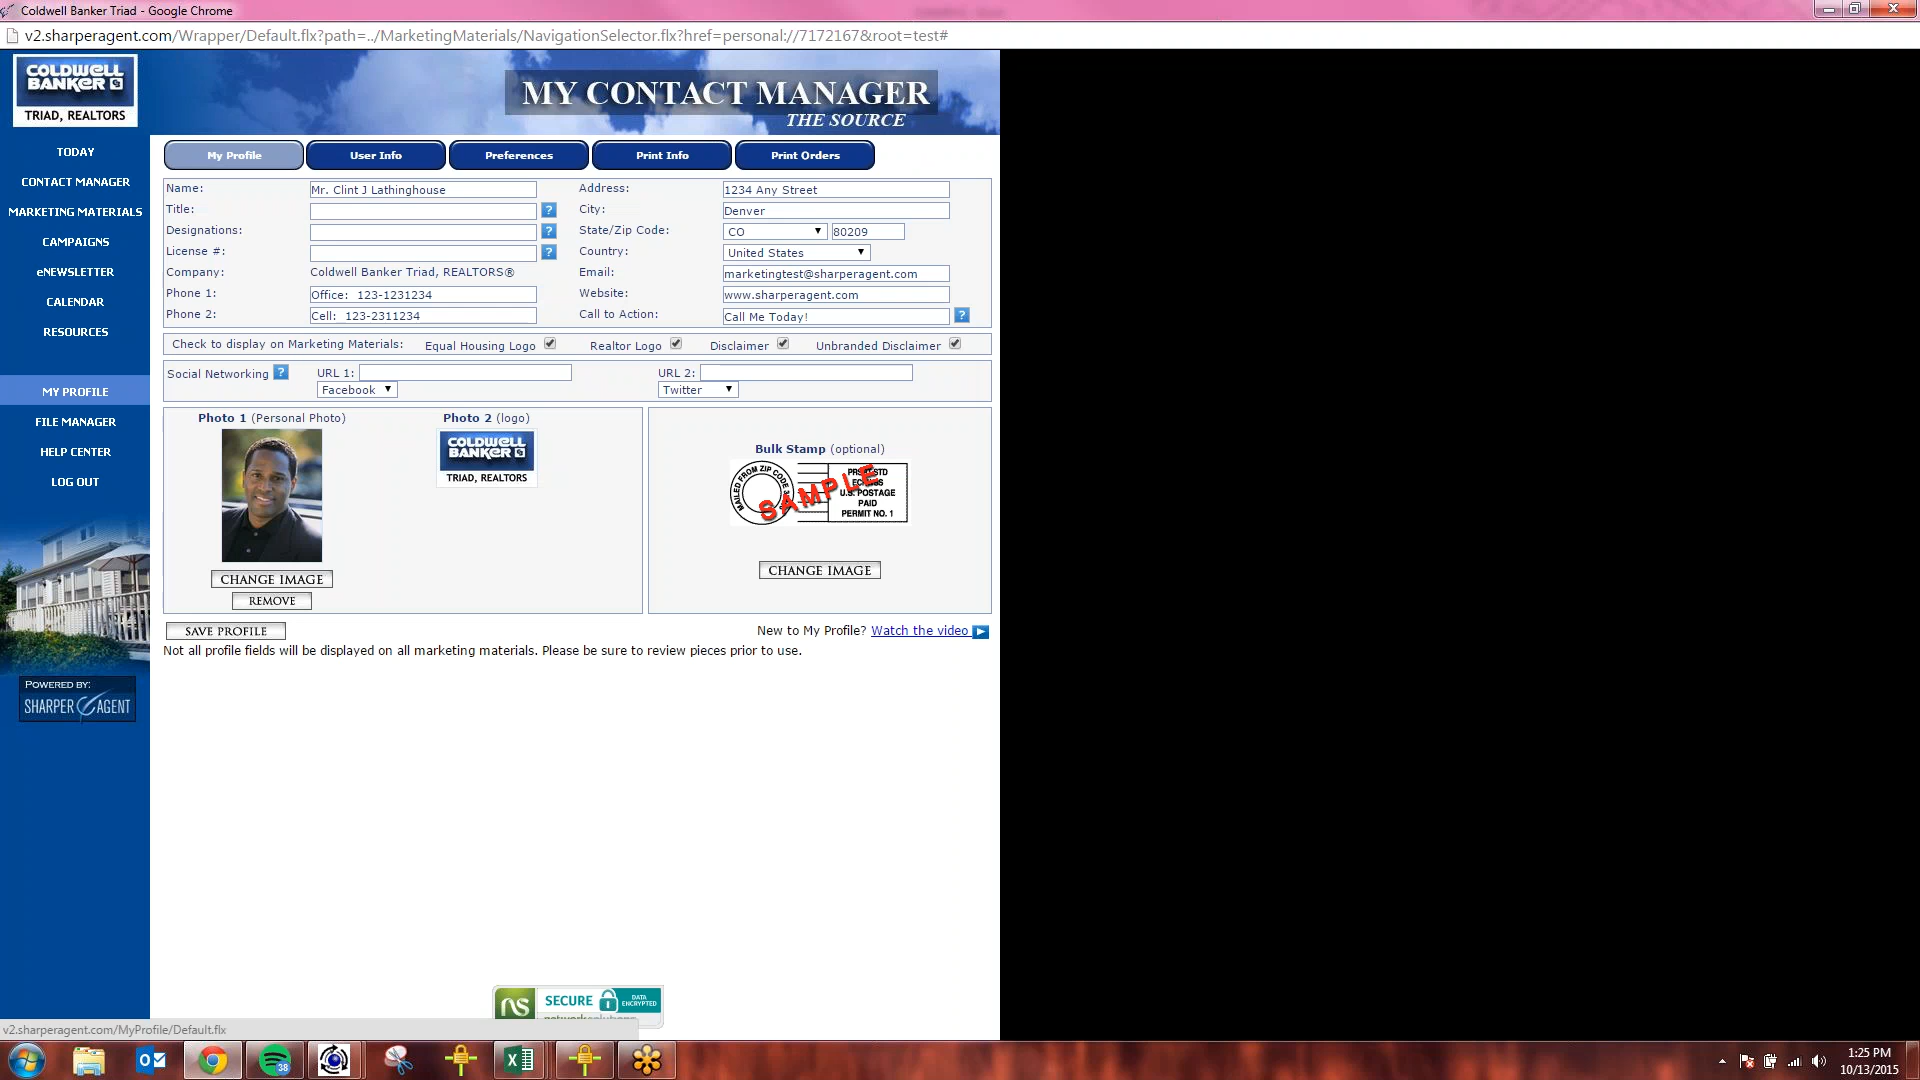 Coldwell Banker Triad - Google Chrome
v2.sharperagent.com/Wrapper/Default.flx?path=../MarketingMaterials/NavigationSelector.flx?href=personal://7172167&root=test#
COLDWELL
BANKER
TRIAD, REALTORS
MY CONTACT MANAGER
THE SOURCE
TODAY
CONTACT MANAGER
MARKETING MATERIALS
CAMPAIGNS
eNEWSLETTER
CALENDAR
RESOURCES
MY PROFILE
FILE MANAGER
HELP CENTER
LOG OUT
POWERED BY:
SHARPER AGENT
My Profile User Info Preferences Print Info Print Orders
Name: Mr. Clint J Lathinghouse Address: 1234 Any Street
Title: ? City: Denver
Designations: ? State/Zip Code: CO 80209
License #: ? Country: United States
Company: Coldwell Banker Triad, REALTORS® Email: marketingtest@sharperagent.com
Phone 1: Office: 123-1231234 Website: www.sharperagent.com
Phone 2: Cell: 123-2311234 Call to Action: Call Me Today! ?
Check to display on Marketing Materials: Equal Housing Logo Realtor Logo Disclaimer Unbranded Disclaimer
Social Networking ? URL 1: URL 2:
Facebook Twitter
Photo 1 (Personal Photo) Photo 2 (logo)
COLDWELL
BANKER
TRIAD, REALTORS
CHANGE IMAGE
REMOVE
Bulk Stamp (optional)
MAILED FROM ZIP CODE
SAMPLE
U.S. POSTAGE
PAID
PERMIT NO. 1
CHANGE IMAGE
SAVE PROFILE New to My Profile? Watch the video
Not all profile fields will be displayed on all marketing materials. Please be sure to review pieces prior to use.
ns SECURE DATA
ENCRYPTED
v2.sharperagent.com/MyProfile/Default.flx
38
1:25 PM
10/13/2015